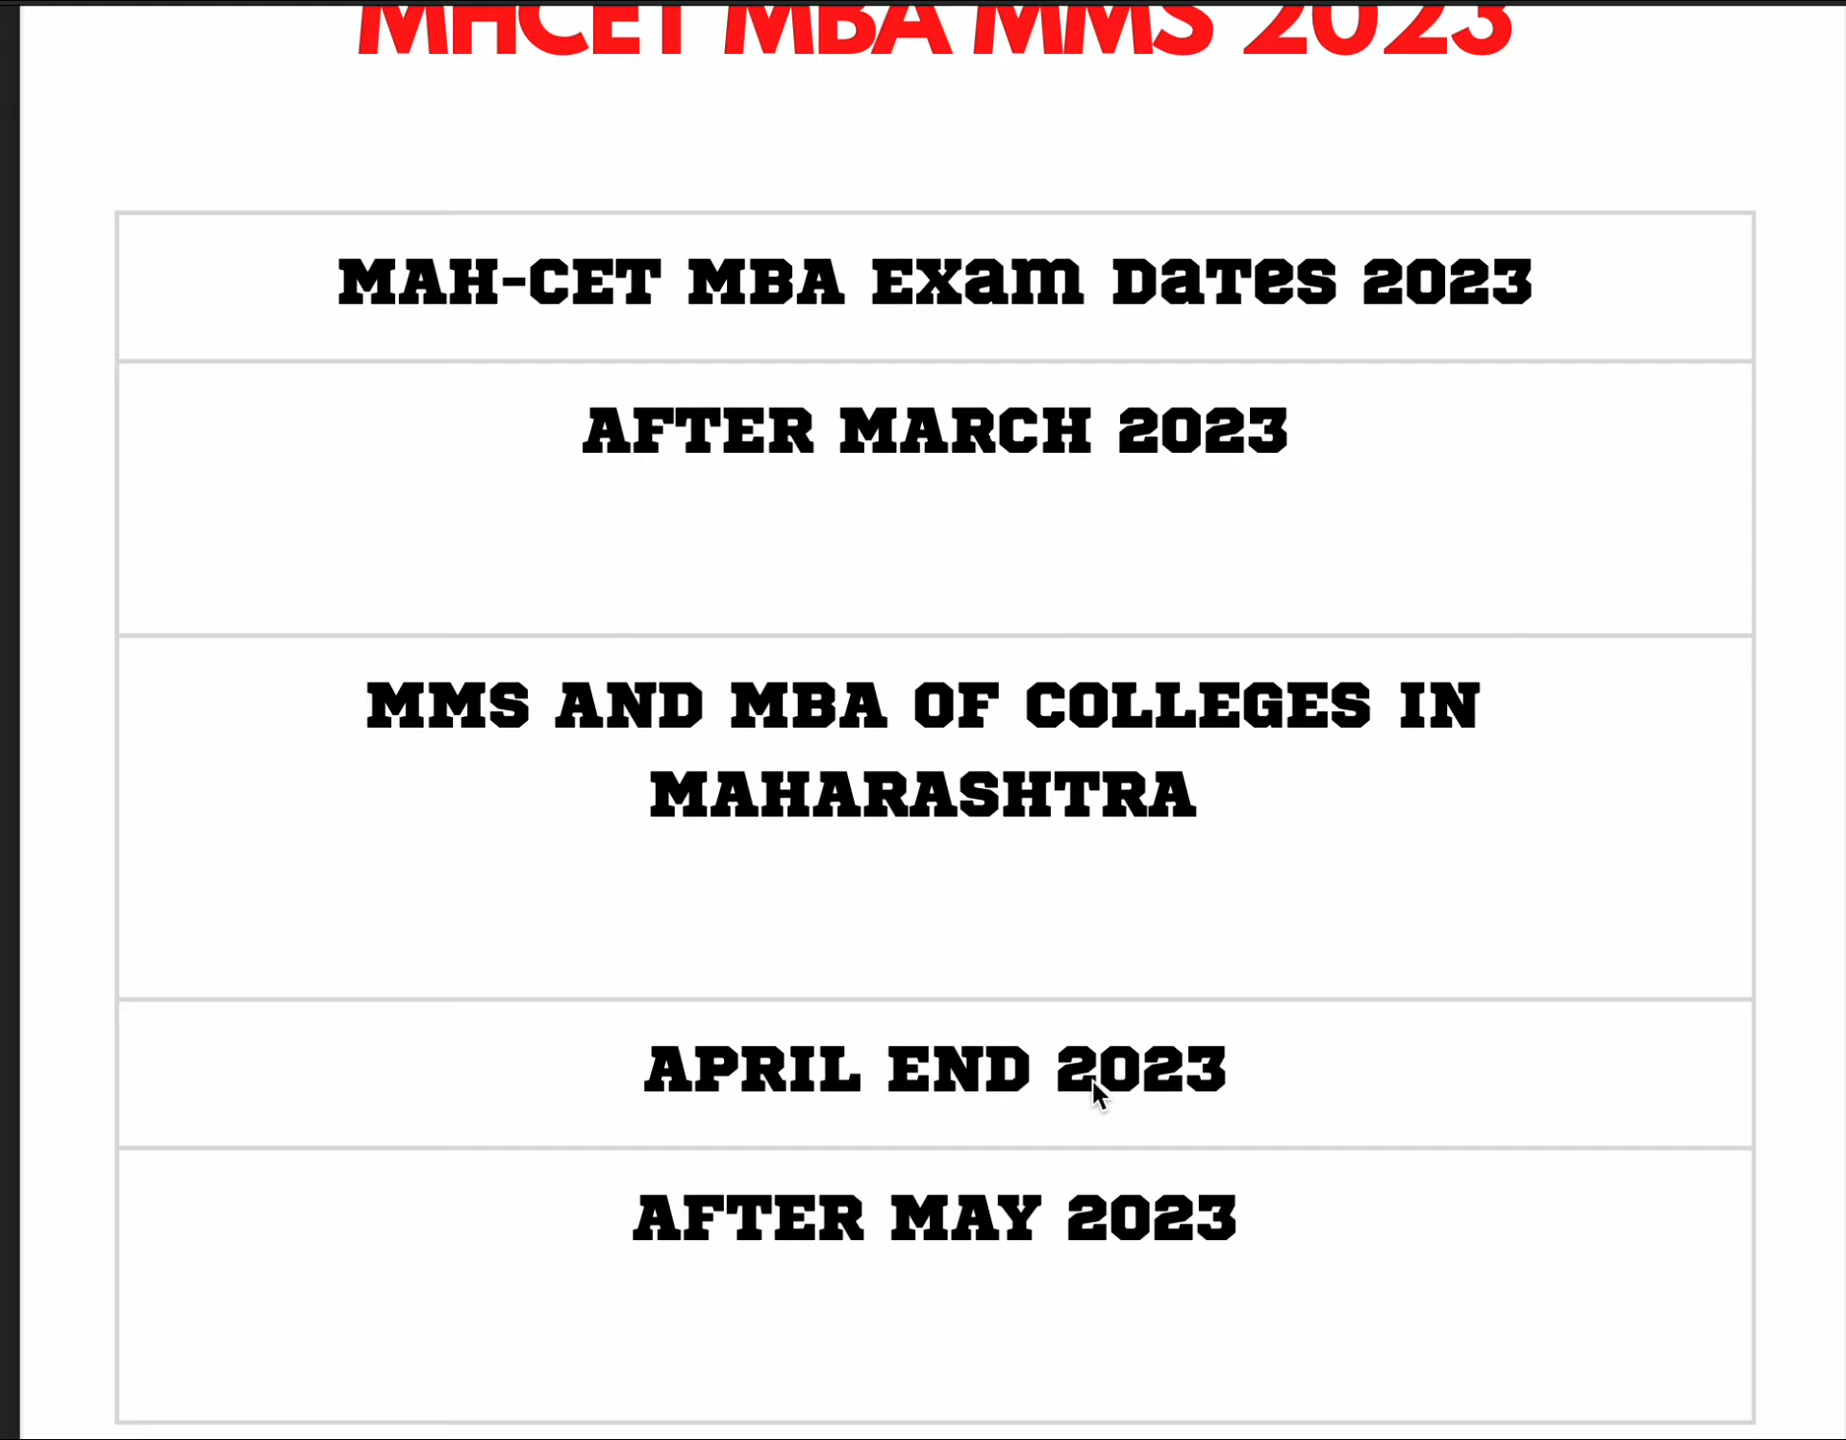 MHCET MBA MMS 2023
MAH-CET MBA Exam Dates 2023
AFTER MARCH 2023
MMS AND MBA OF COLLEGES IN
MAHARASHTRA
APRIL END 2023
AFTER MAY 2023